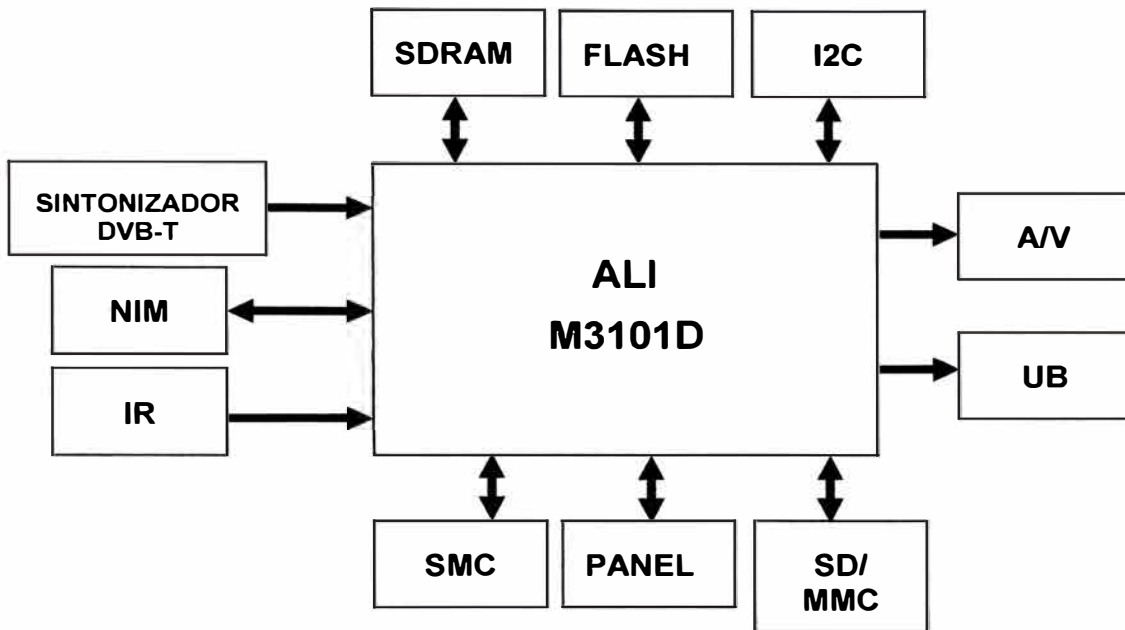 SDRAM
FLASH
I2C
SINTONIZADOR
DVB-T
NIM
IR
ALI
M3101D
A/V
UB
SMC
PANEL
SD/
MMC